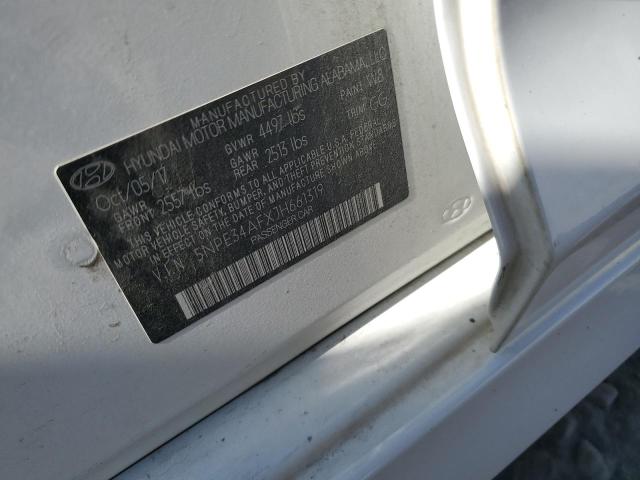 MANUFACTURED BY
HYUNDAI MOTOR MANUFACTURING ALABAMA, LLC
Oct/05/17 GVWR 4497 lbs PAINT
GAWR FRONT 2557 lbs GAWR REAR 2513 lbs TRIM
THIS VEHICLE CONFORMS TO ALL APPLICABLE U.S.A. FEDERAL
MOTOR VEHICLE SAFETY, BUMPER, AND THEFT PREVENTION STANDARDS
IN EFFECT ON THE DATE OF MANUFACTURE SHOWN ABOVE.
V.I.N.: 5NPE34AFXJH661319
PASSENGER CAR